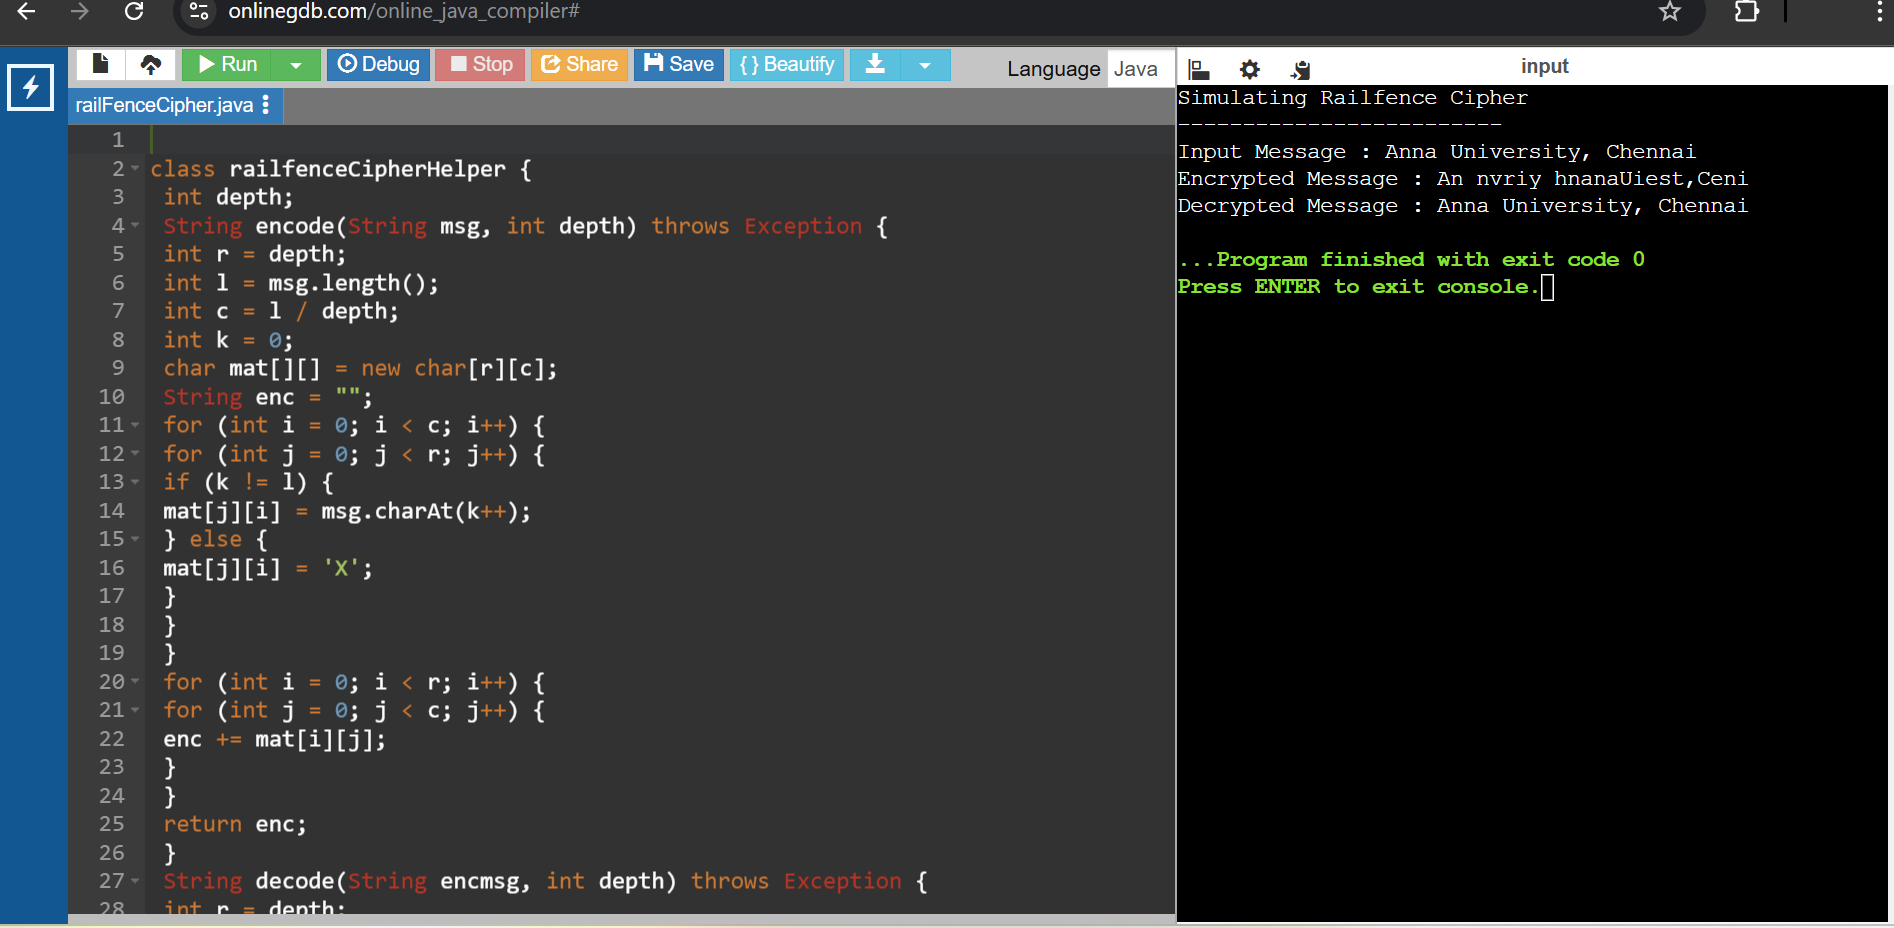 onlinegdb.com/online_java_compiler#
Run Debug Stop Share Save { } Beautify Language Java
railFenceCipher.java
1
2 class railfenceCipherHelper {
3 int depth;
4 String encode(String msg, int depth) throws Exception {
5 int r = depth;
6 int l = msg.length();
7 int c = l / depth;
8 int k = 0;
9 char mat[][] = new char[r][c];
10 String enc = "";
11 for (int i = 0; i < c; i++) {
12 for (int j = 0; j < r; j++) {
13 if (k != l) {
14 mat[j][i] = msg.charAt(k++);
15 } else {
16 mat[j][i] = 'X';
17 }
18 }
19 }
20 for (int i = 0; i < r; i++) {
21 for (int j = 0; j < c; j++) {
22 enc += mat[i][j];
23 }
24 }
25 return enc;
26 }
27 String decode(String encmsg, int depth) throws Exception {
28 int r = depth;
input
Simulating Railfence Cipher
-------------------------
Input Message : Anna University, Chennai
Encrypted Message : An nvriy hnanaUiest,Ceni
Decrypted Message : Anna University, Chennai
...Program finished with exit code 0
Press ENTER to exit console.